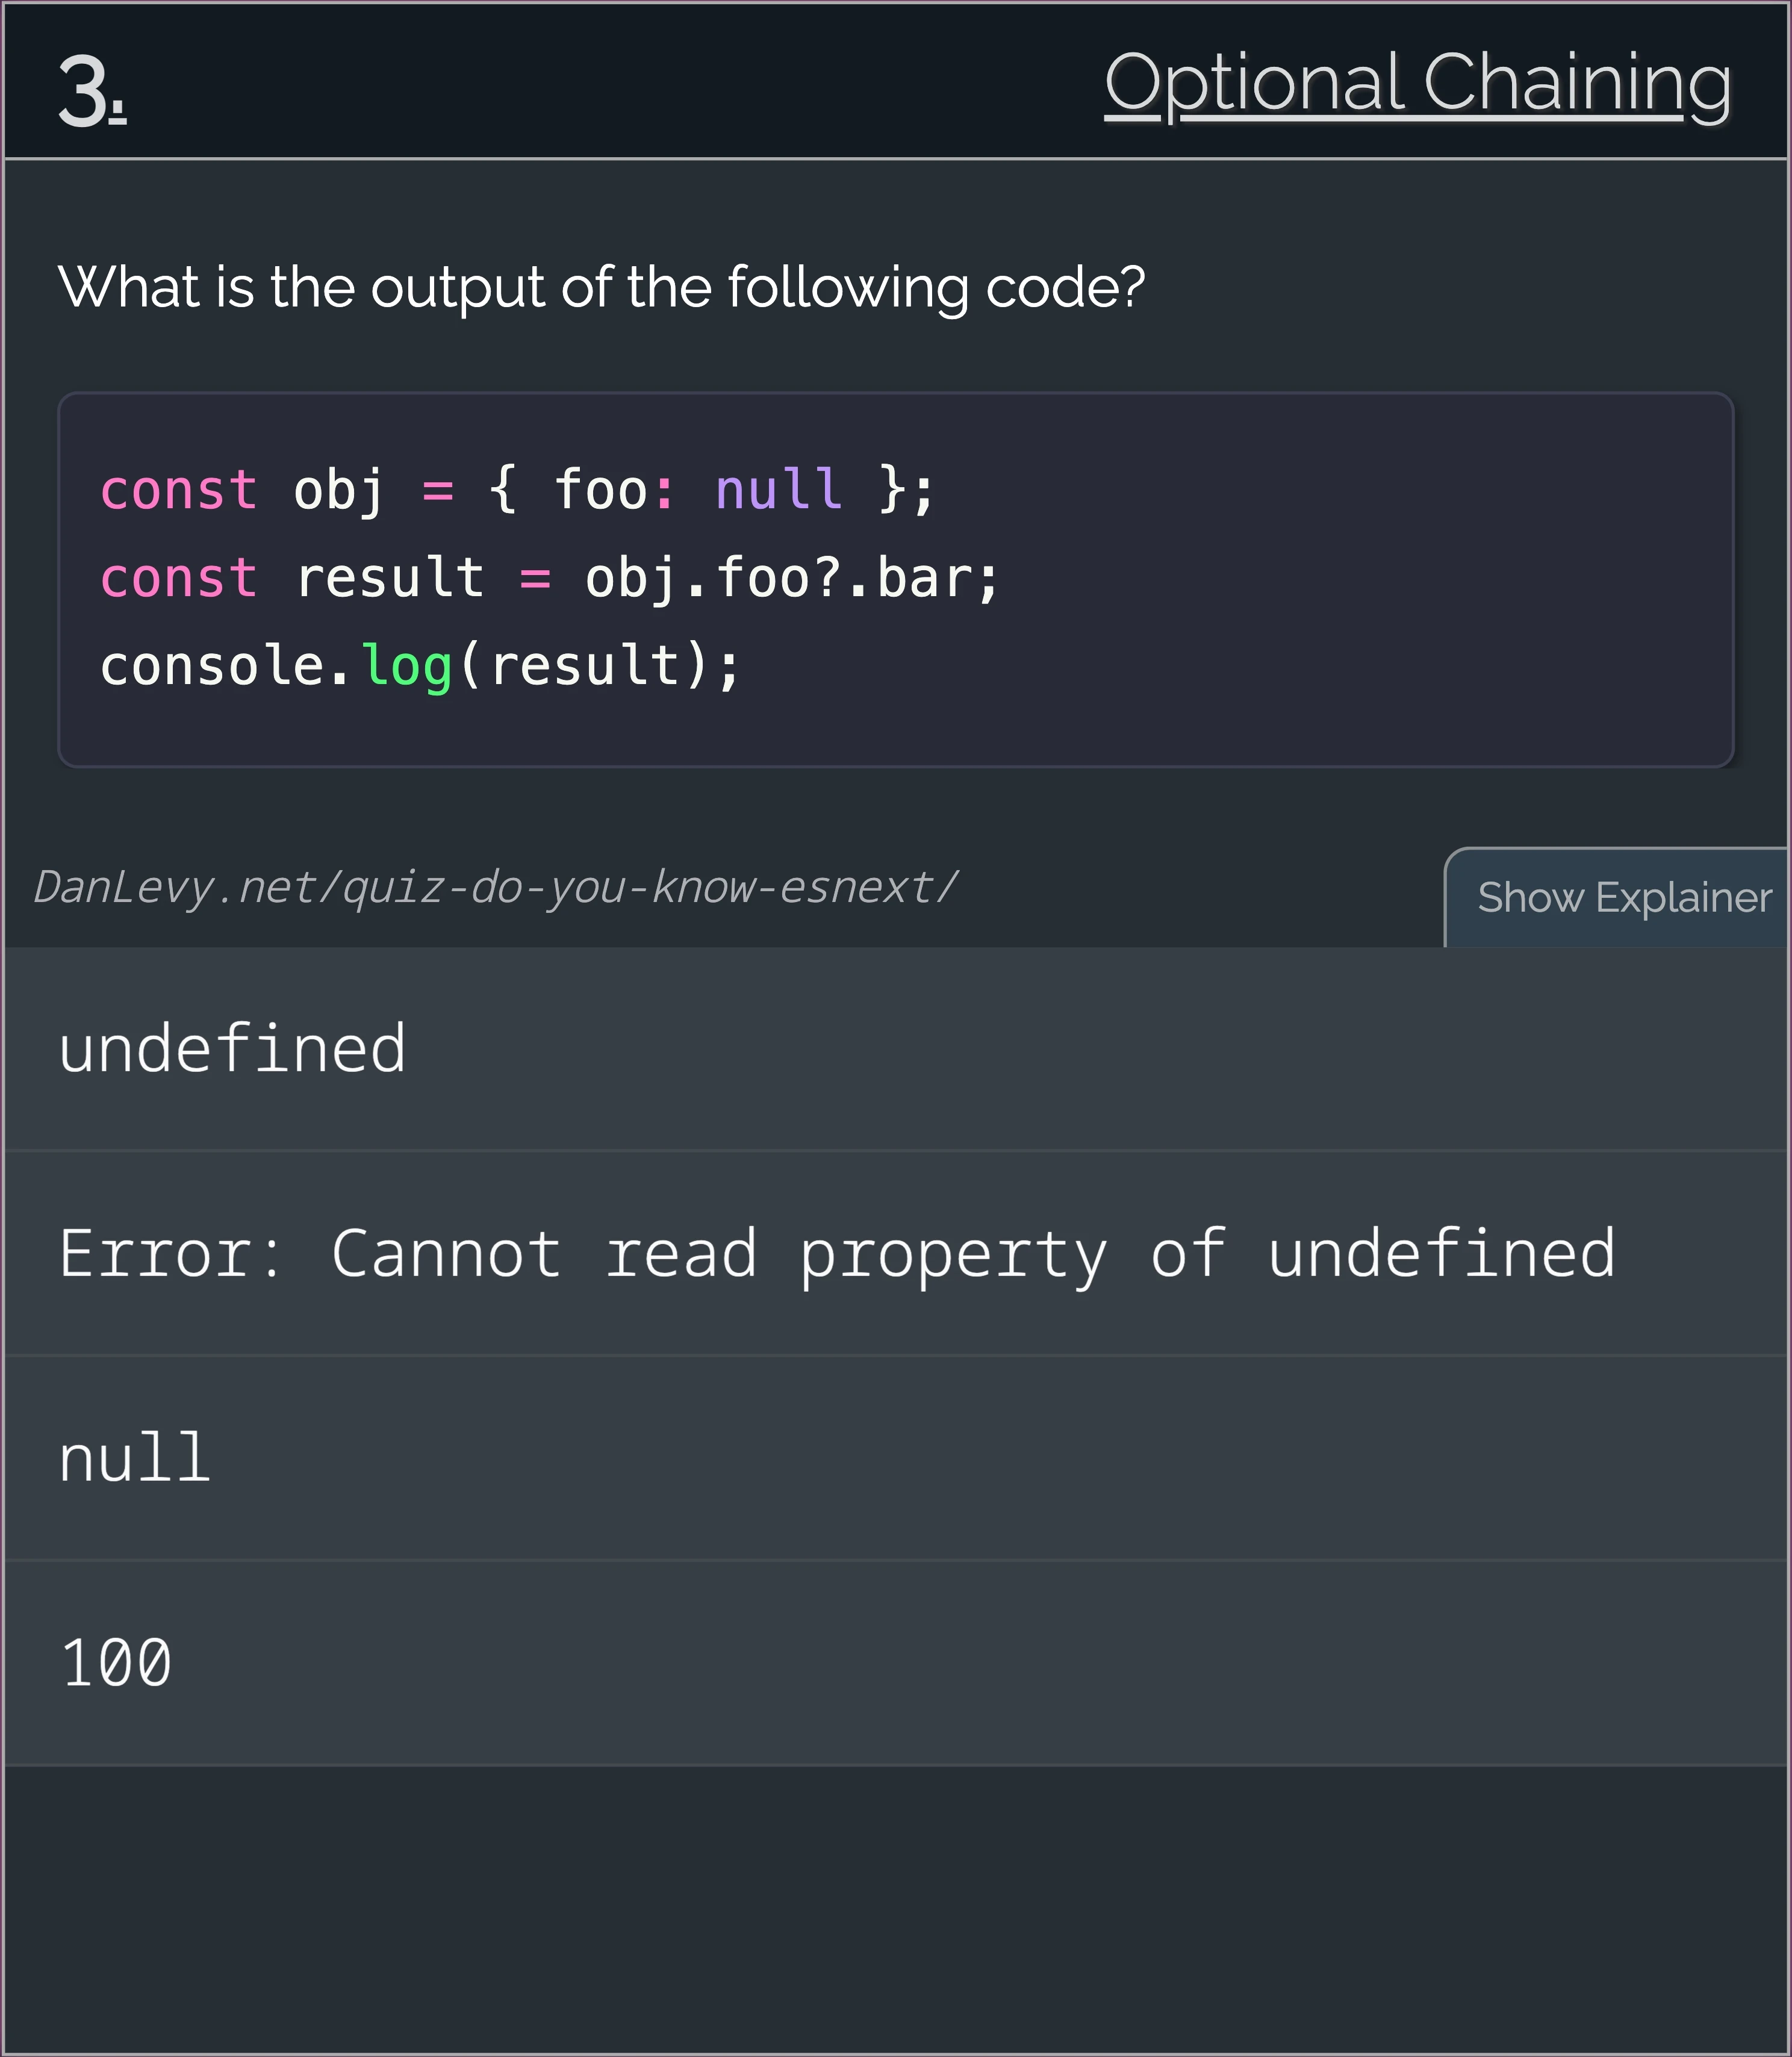 3.
Optional Chaining
What is the output of the following code?
const obj = { foo: null };
const result = obj.foo?.bar;
console.log(result);
DanLevy.net/quiz-do-you-know-esnext/
Show Explainer
undefined
Error: Cannot read property of undefined
null
100